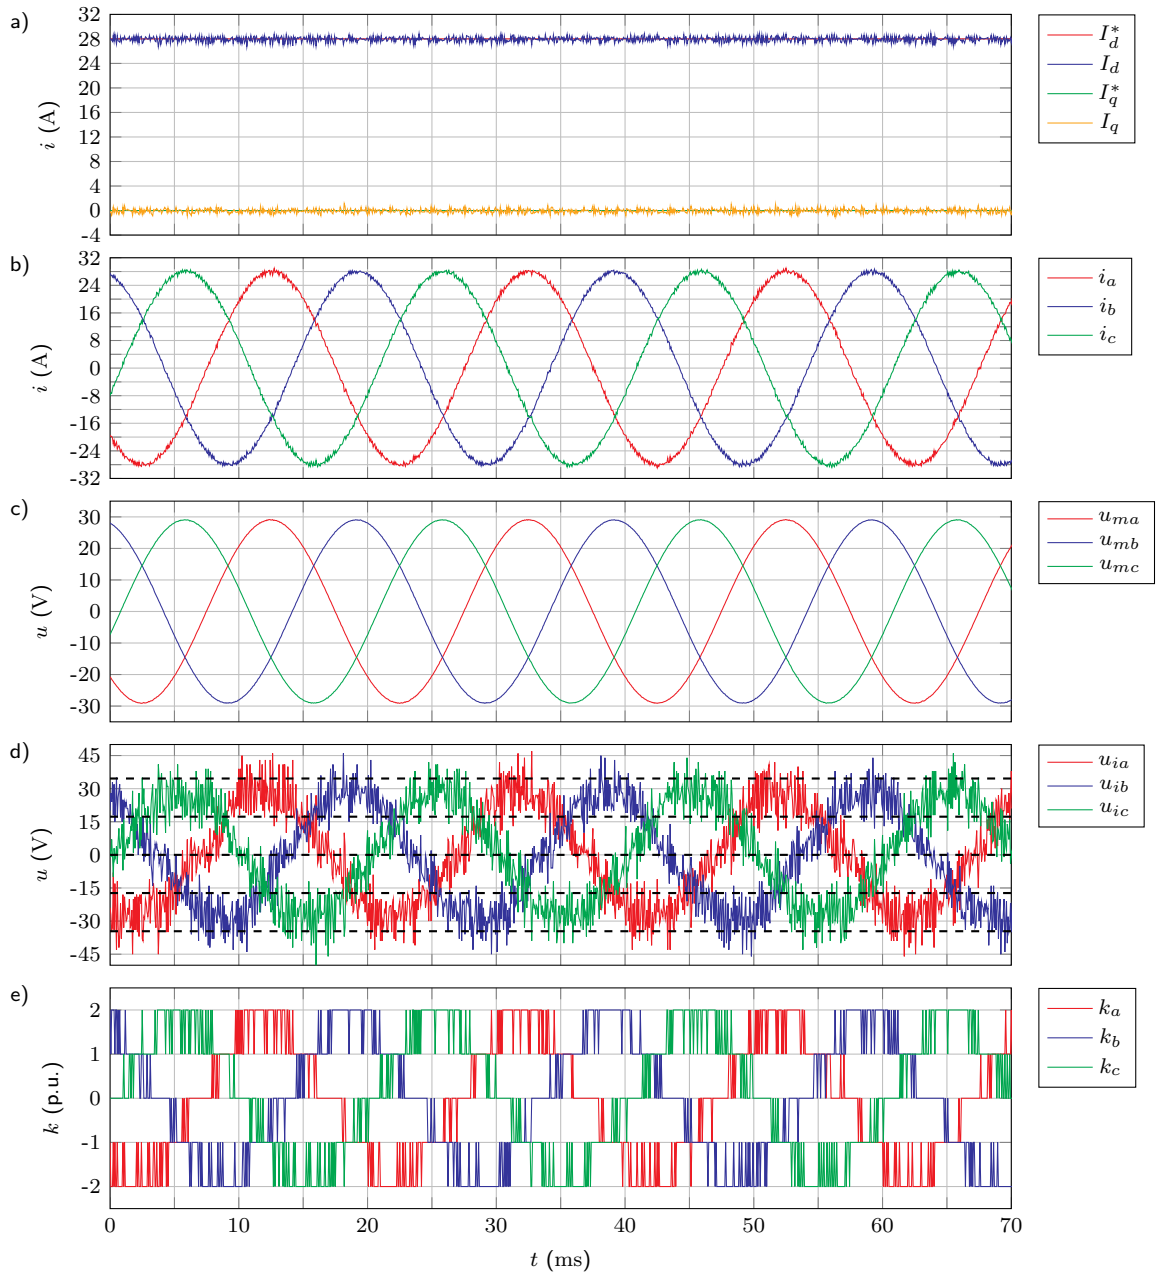 a)
32
28
24
20
16
12
8
4
0
-4
i (A)
I*d
Id
I*q
Iq
b)
32
24
16
8
0
-8
-16
-24
-32
i (A)
ia
ib
ic
c)
30
20
10
0
-10
-20
-30
u (V)
uma
umb
umc
d)
45
30
15
0
-15
-30
-45
u (V)
uia
uib
uic
e)
2
1
0
-1
-2
k (p.u.)
ka
kb
kc
0 10 20 30 40 50 60 70
t (ms)